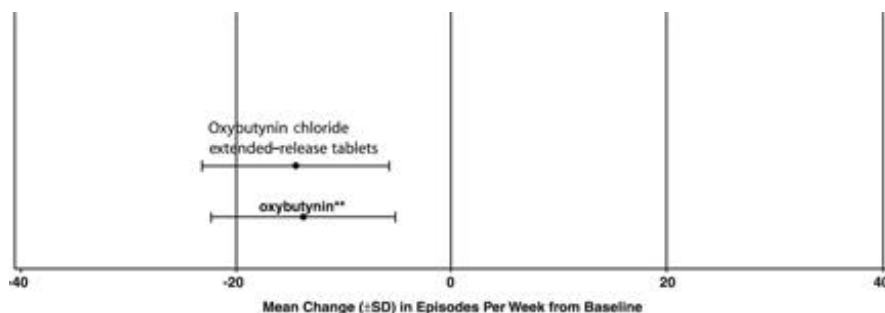 Oxybutynin chloride
extended-release tablets
oxybutynin**
-40 -20 0 20 40
Mean Change (±SD) in Episodes Per Week from Baseline